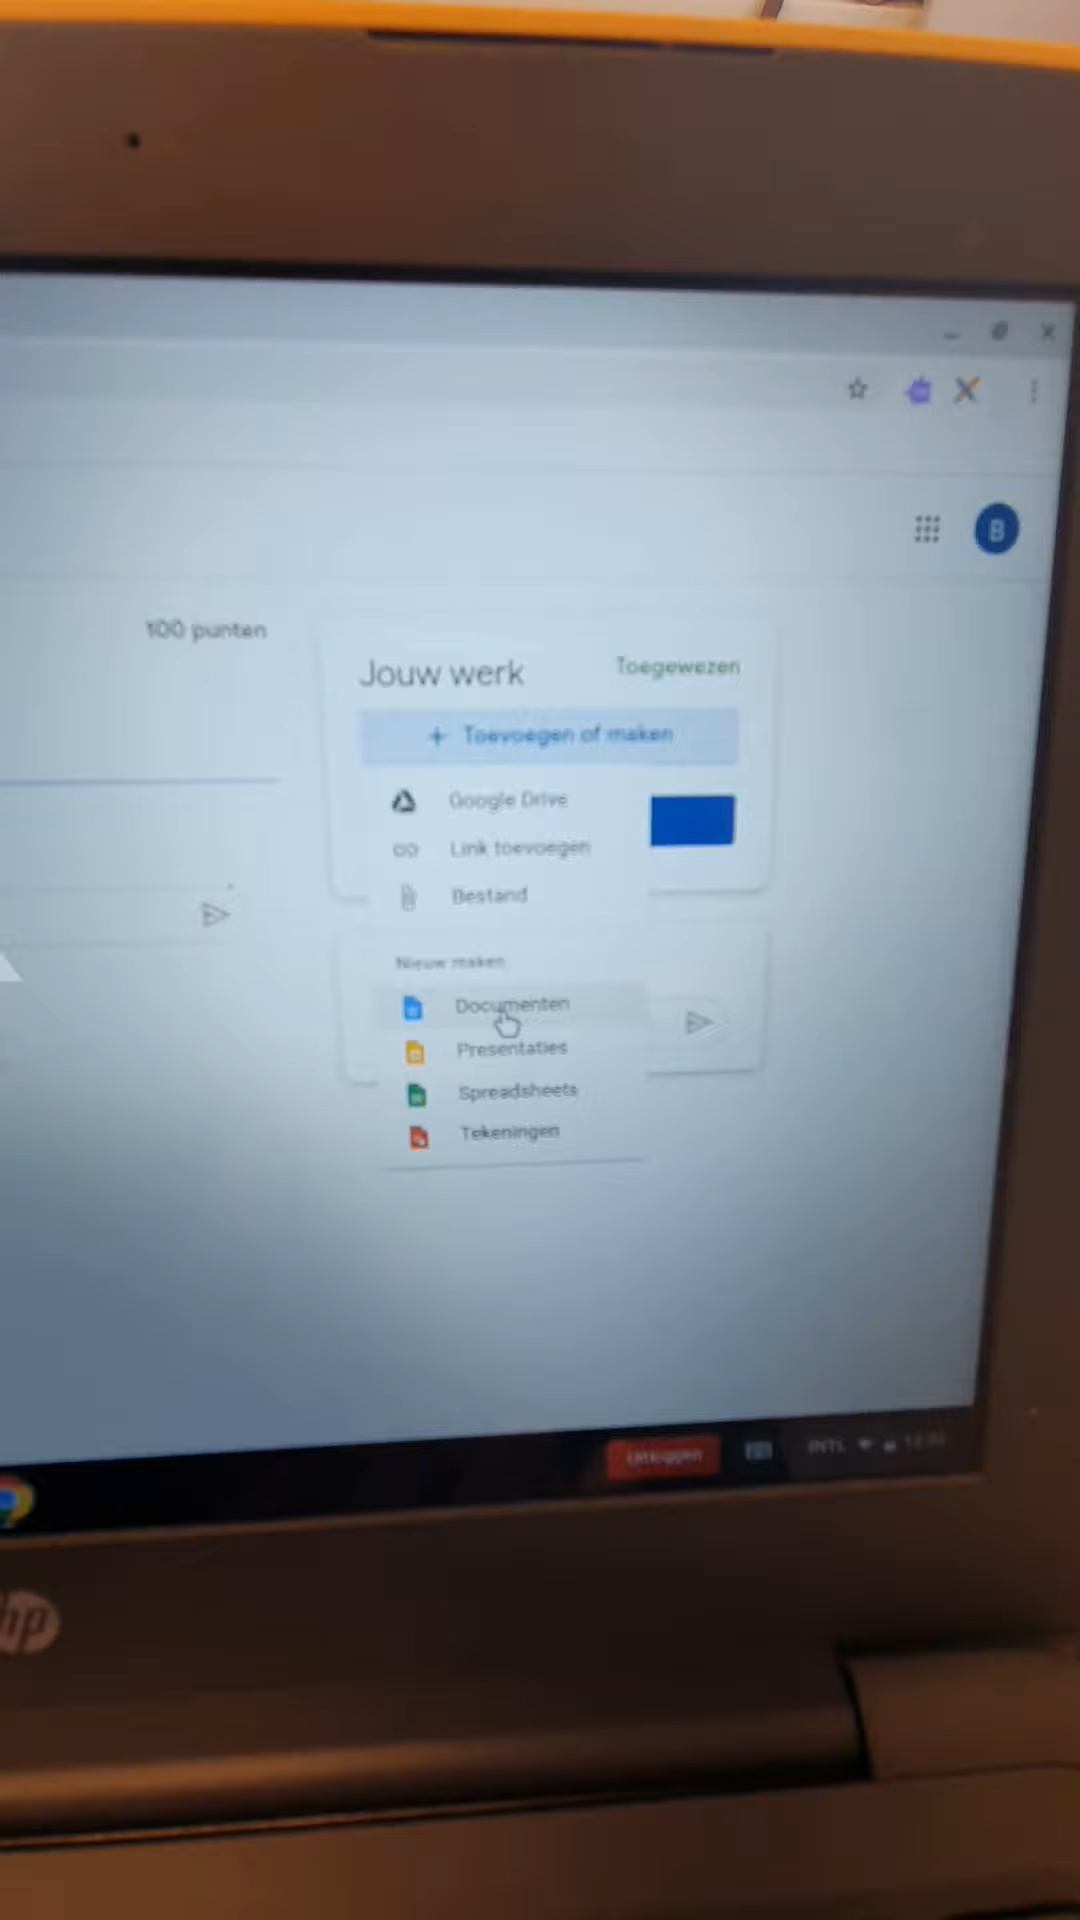 B
100 punten
Jouw werk
Toegewezen
+ Toevoegen of maken
Google Drive
Link toevoegen
Bestand
Nieuw maken
Documenten
Presentaties
Spreadsheets
Tekeningen
Uitloggen
INTL
hp